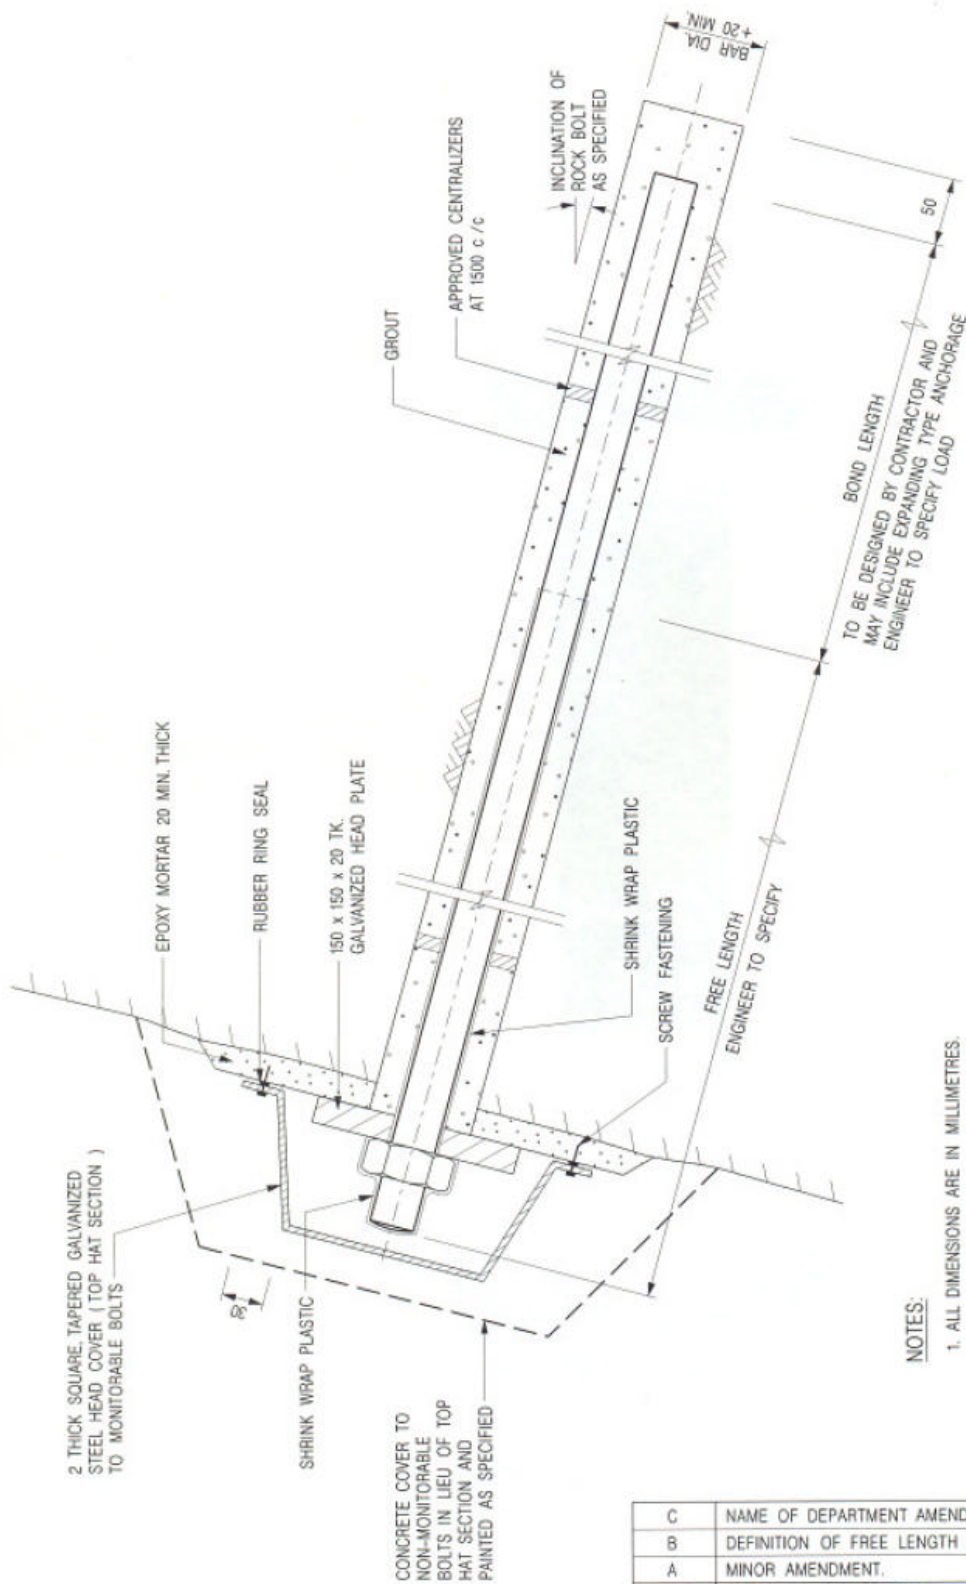 2 THICK SQUARE, TAPERED GALVANIZED
STEEL HEAD COVER ( TOP HAT SECTION )
TO MONITORABLE BOLTS
EPOXY MORTAR 20 MIN. THICK
RUBBER RING SEAL
150 x 150 x 20 TK.
GALVANIZED HEAD PLATE
GROUT
APPROVED CENTRALIZERS
AT 1500 c/c
INCLINATION OF
ROCK BOLT
AS SPECIFIED
BAR DIA.
+20 MIN.
30
SHRINK WRAP PLASTIC
CONCRETE COVER TO
NON-MONITORABLE
BOLTS IN LIEU OF TOP
HAT SECTION AND
PAINTED AS SPECIFIED
SHRINK WRAP PLASTIC
SCREW FASTENING
FREE LENGTH
ENGINEER TO SPECIFY
BOND LENGTH
TO BE DESIGNED BY CONTRACTOR AND
MAY INCLUDE EXPANDING TYPE ANCHORAGE
ENGINEER TO SPECIFY LOAD
50
NOTES:
1. ALL DIMENSIONS ARE IN MILLIMETRES.
C NAME OF DEPARTMENT AMEND
B DEFINITION OF FREE LENGTH
A MINOR AMENDMENT.